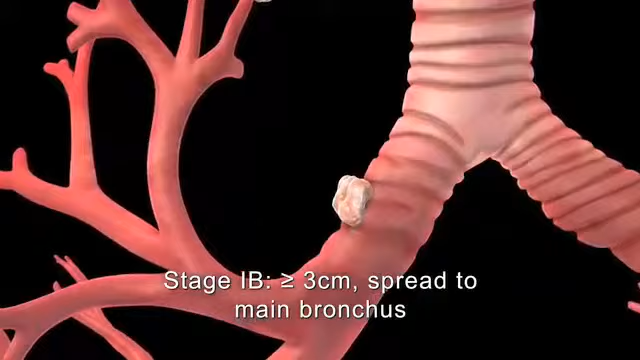 Stage IB: ≥ 3cm, spread to
main bronchus